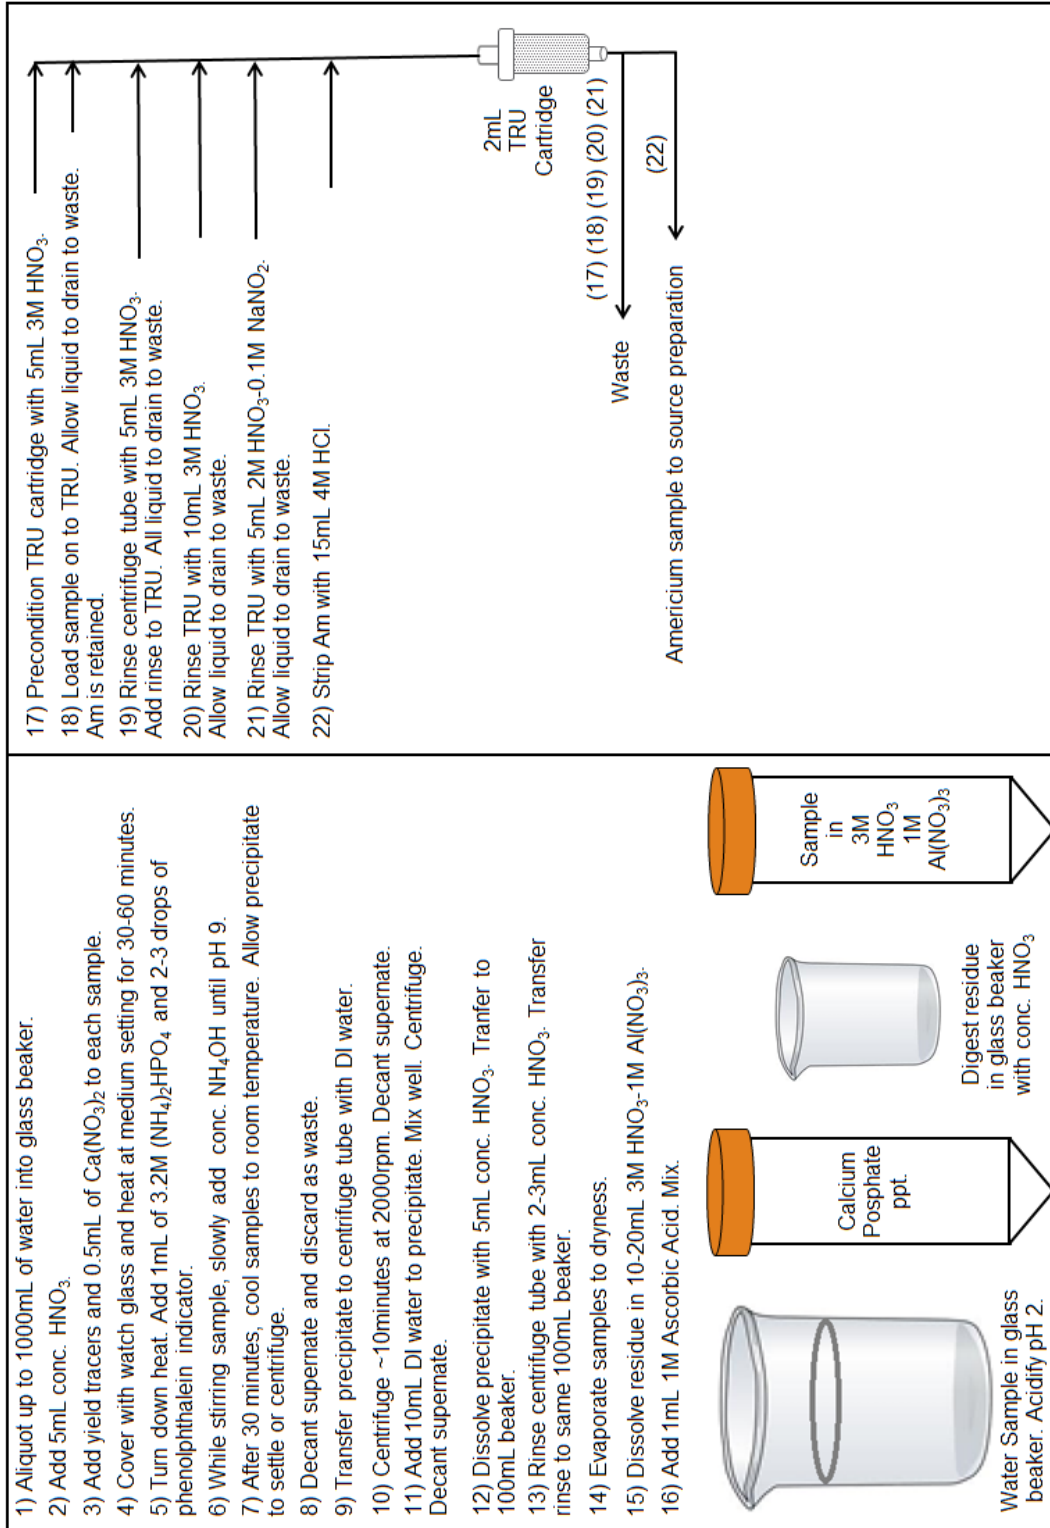 1) Aliquot up to 1000mL of water into glass beaker.
2) Add 5mL conc. HNO3.
3) Add yield tracers and 0.5mL of Ca(NO3)2 to each sample.
4) Cover with watch glass and heat at medium setting for 30-60 minutes.
5) Turn down heat. Add 1mL of 3.2M (NH4)2HPO4 and 2-3 drops of
phenolphthalein indicator.
6) While stirring sample, slowly add conc. NH4OH until pH 9.
7) After 30 minutes, cool samples to room temperature. Allow precipitate
to settle or centrifuge.
8) Decant supernate and discard as waste.
9) Transfer precipitate to centrifuge tube with DI water.
10) Centrifuge ~10minutes at 2000rpm. Decant supernate.
11) Add 10mL DI water to precipitate. Mix well. Centrifuge.
Decant supernate.
12) Dissolve precipitate with 5mL conc. HNO3. Tranfer to
100mL beaker.
13) Rinse centrifuge tube with 2-3mL conc. HNO3. Transfer
rinse to same 100mL beaker.
14) Evaporate samples to dryness.
15) Dissolve residue in 10-20mL 3M HNO3-1M Al(NO3)3.
16) Add 1mL 1M Ascorbic Acid. Mix.
Water Sample in glass
beaker. Acidify pH 2.
Calcium
Posphate
ppt.
Digest residue
in glass beaker
with conc. HNO3
Sample
in
3M
HNO3
1M
Al(NO3)3
17) Precondition TRU cartridge with 5mL 3M HNO3.
18) Load sample on to TRU. Allow liquid to drain to waste.
Am is retained.
19) Rinse centrifuge tube with 5mL 3M HNO3.
Add rinse to TRU. All liquid to drain to waste.
20) Rinse TRU with 10mL 3M HNO3.
Allow liquid to drain to waste.
21) Rinse TRU with 5mL 2M HNO3-0.1M NaNO2.
Allow liquid to drain to waste.
22) Strip Am with 15mL 4M HCl.
2mL
TRU
Cartridge
(17) (18) (19) (20) (21)
Waste
(22)
Americium sample to source preparation